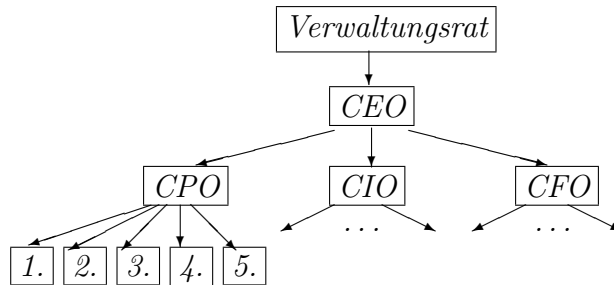 Verwaltungsrat
CEO
CPO CIO CFO
... ...
1. 2. 3. 4. 5.